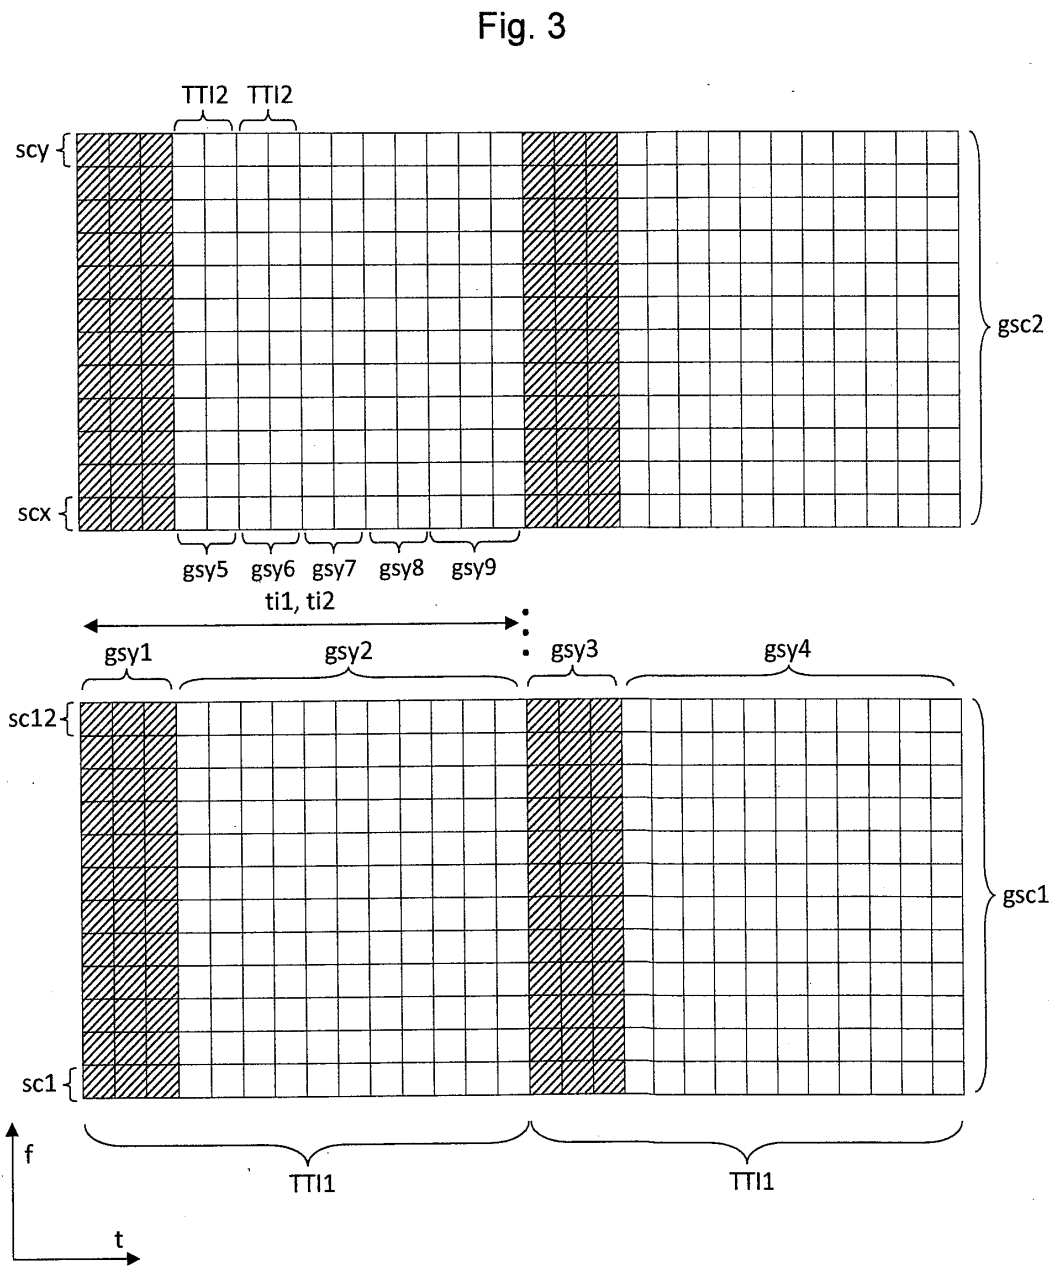 Fig. 3
TTI2 TTI2
scy
gsc2
scx
gsy5 gsy6 gsy7 gsy8 gsy9
ti1, ti2
gsy1 gsy2 gsy3 gsy4
sc12
gsc1
sc1
f
TTI1 TTI1
t